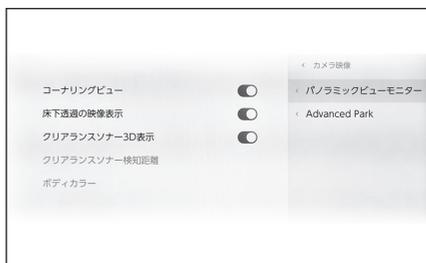 コーナリングビュー
床下透過の映像表示
クリアランスソナー3D表示
クリアランスソナー検知距離
ボディカラー
カメラ映像
パノラミックビューモニター
Advanced Park